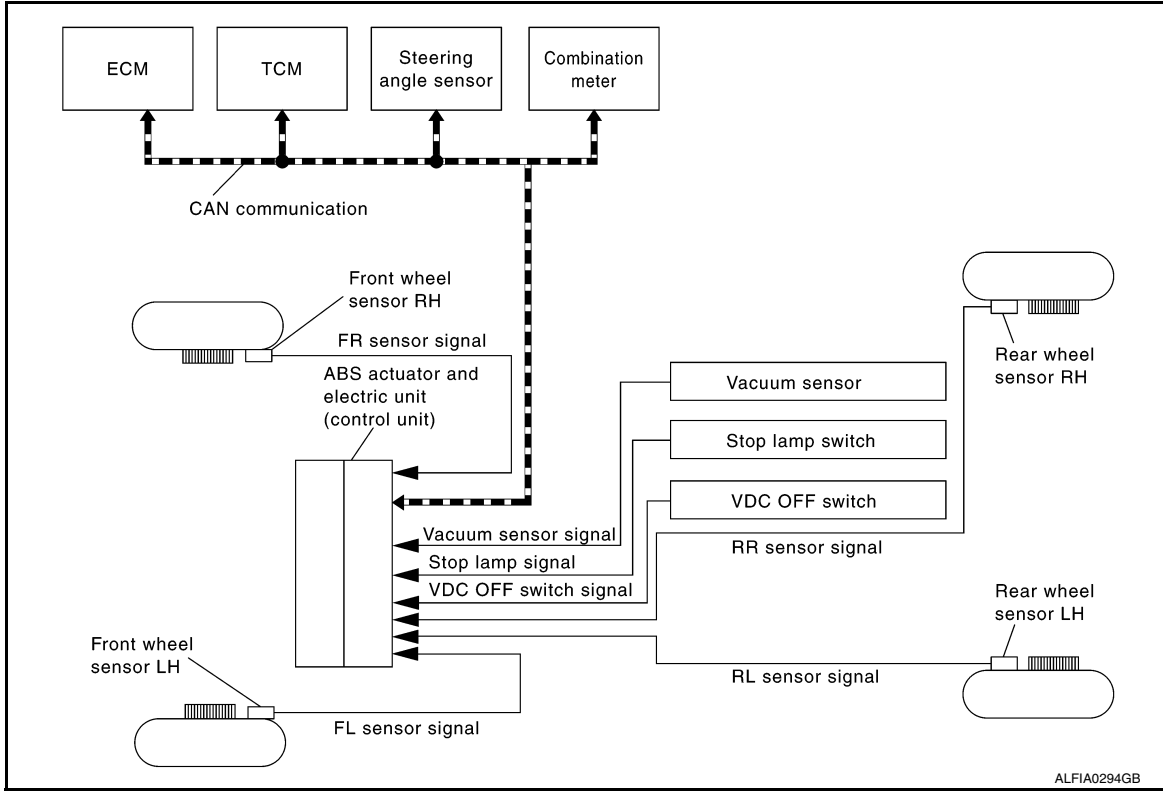 ECM
TCM
Steering
angle sensor
Combination
meter
CAN communication
Front wheel
sensor RH
FR sensor signal
ABS actuator and
electric unit
(control unit)
Rear wheel
sensor RH
Vacuum sensor
Stop lamp switch
VDC OFF switch
Vacuum sensor signal
Stop lamp signal
VDC OFF switch signal
RR sensor signal
Rear wheel
sensor LH
Front wheel
sensor LH
RL sensor signal
FL sensor signal
ALFIA0294GB